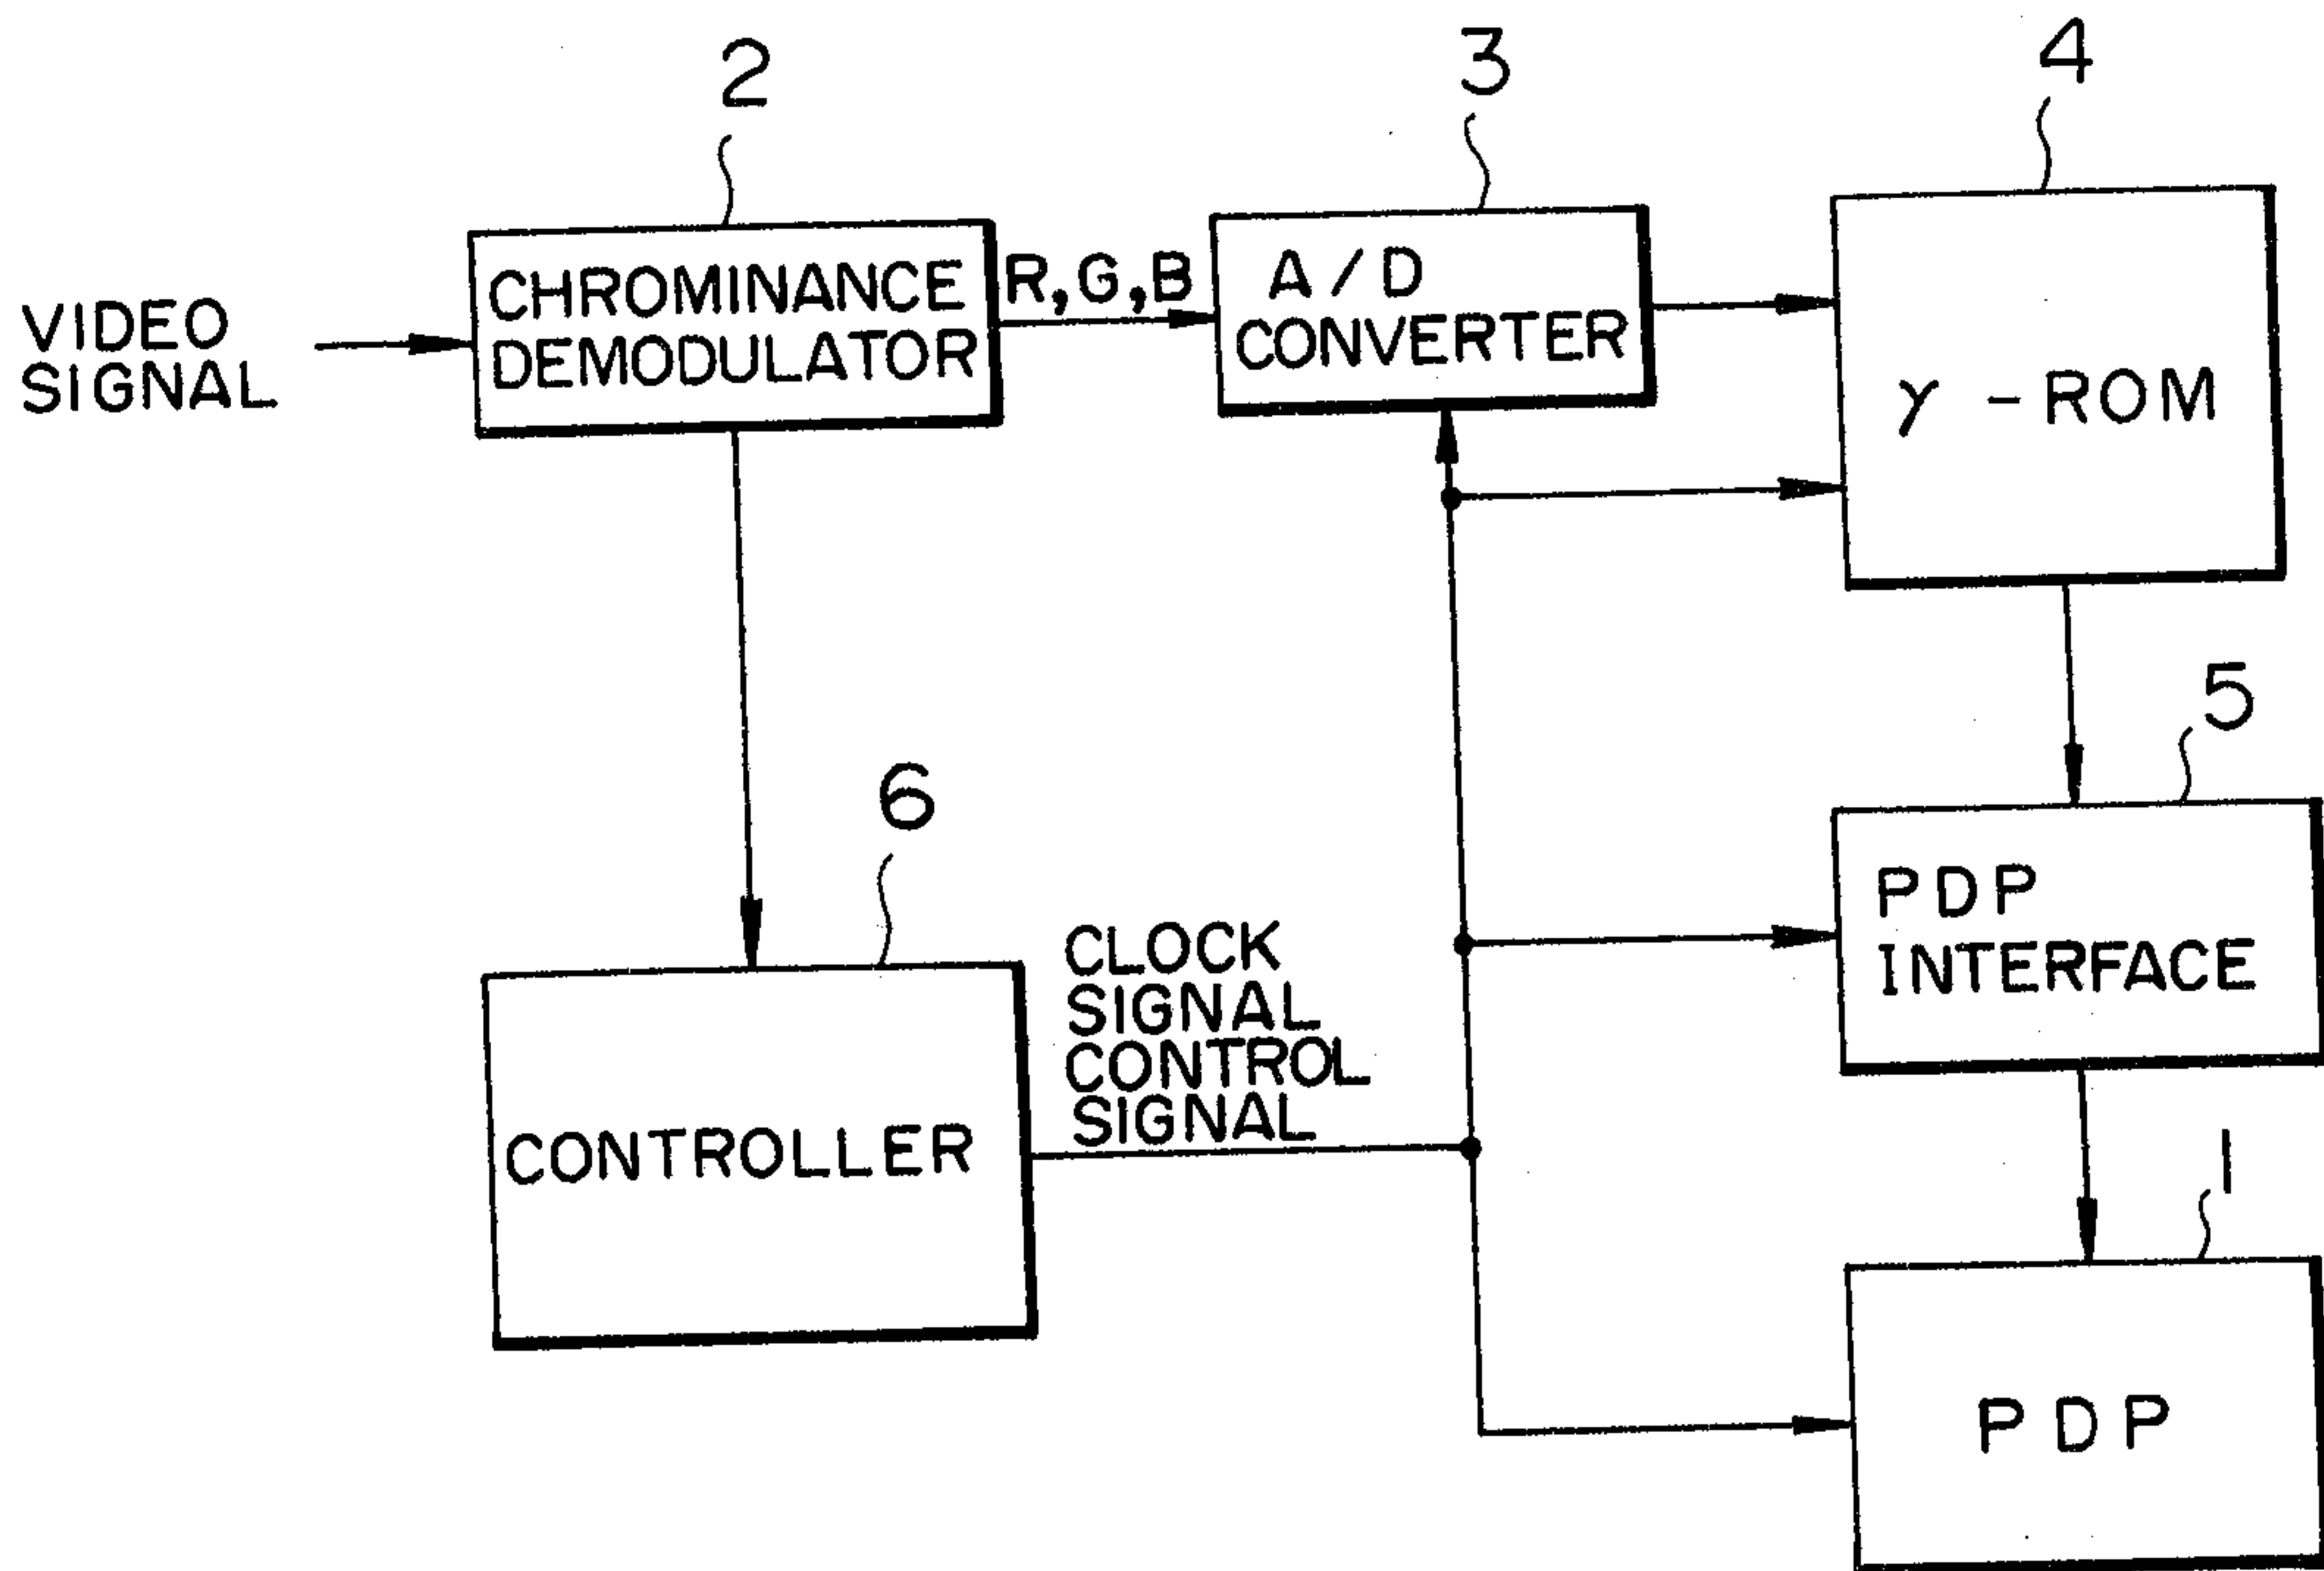 2
3
4
VIDEO
SIGNAL
CHROMINANCE
DEMODULATOR
R,G,B
A/D
CONVERTER
γ-ROM
5
6
PDP
INTERFACE
CLOCK
SIGNAL
CONTROL
SIGNAL
CONTROLLER
1
PDP